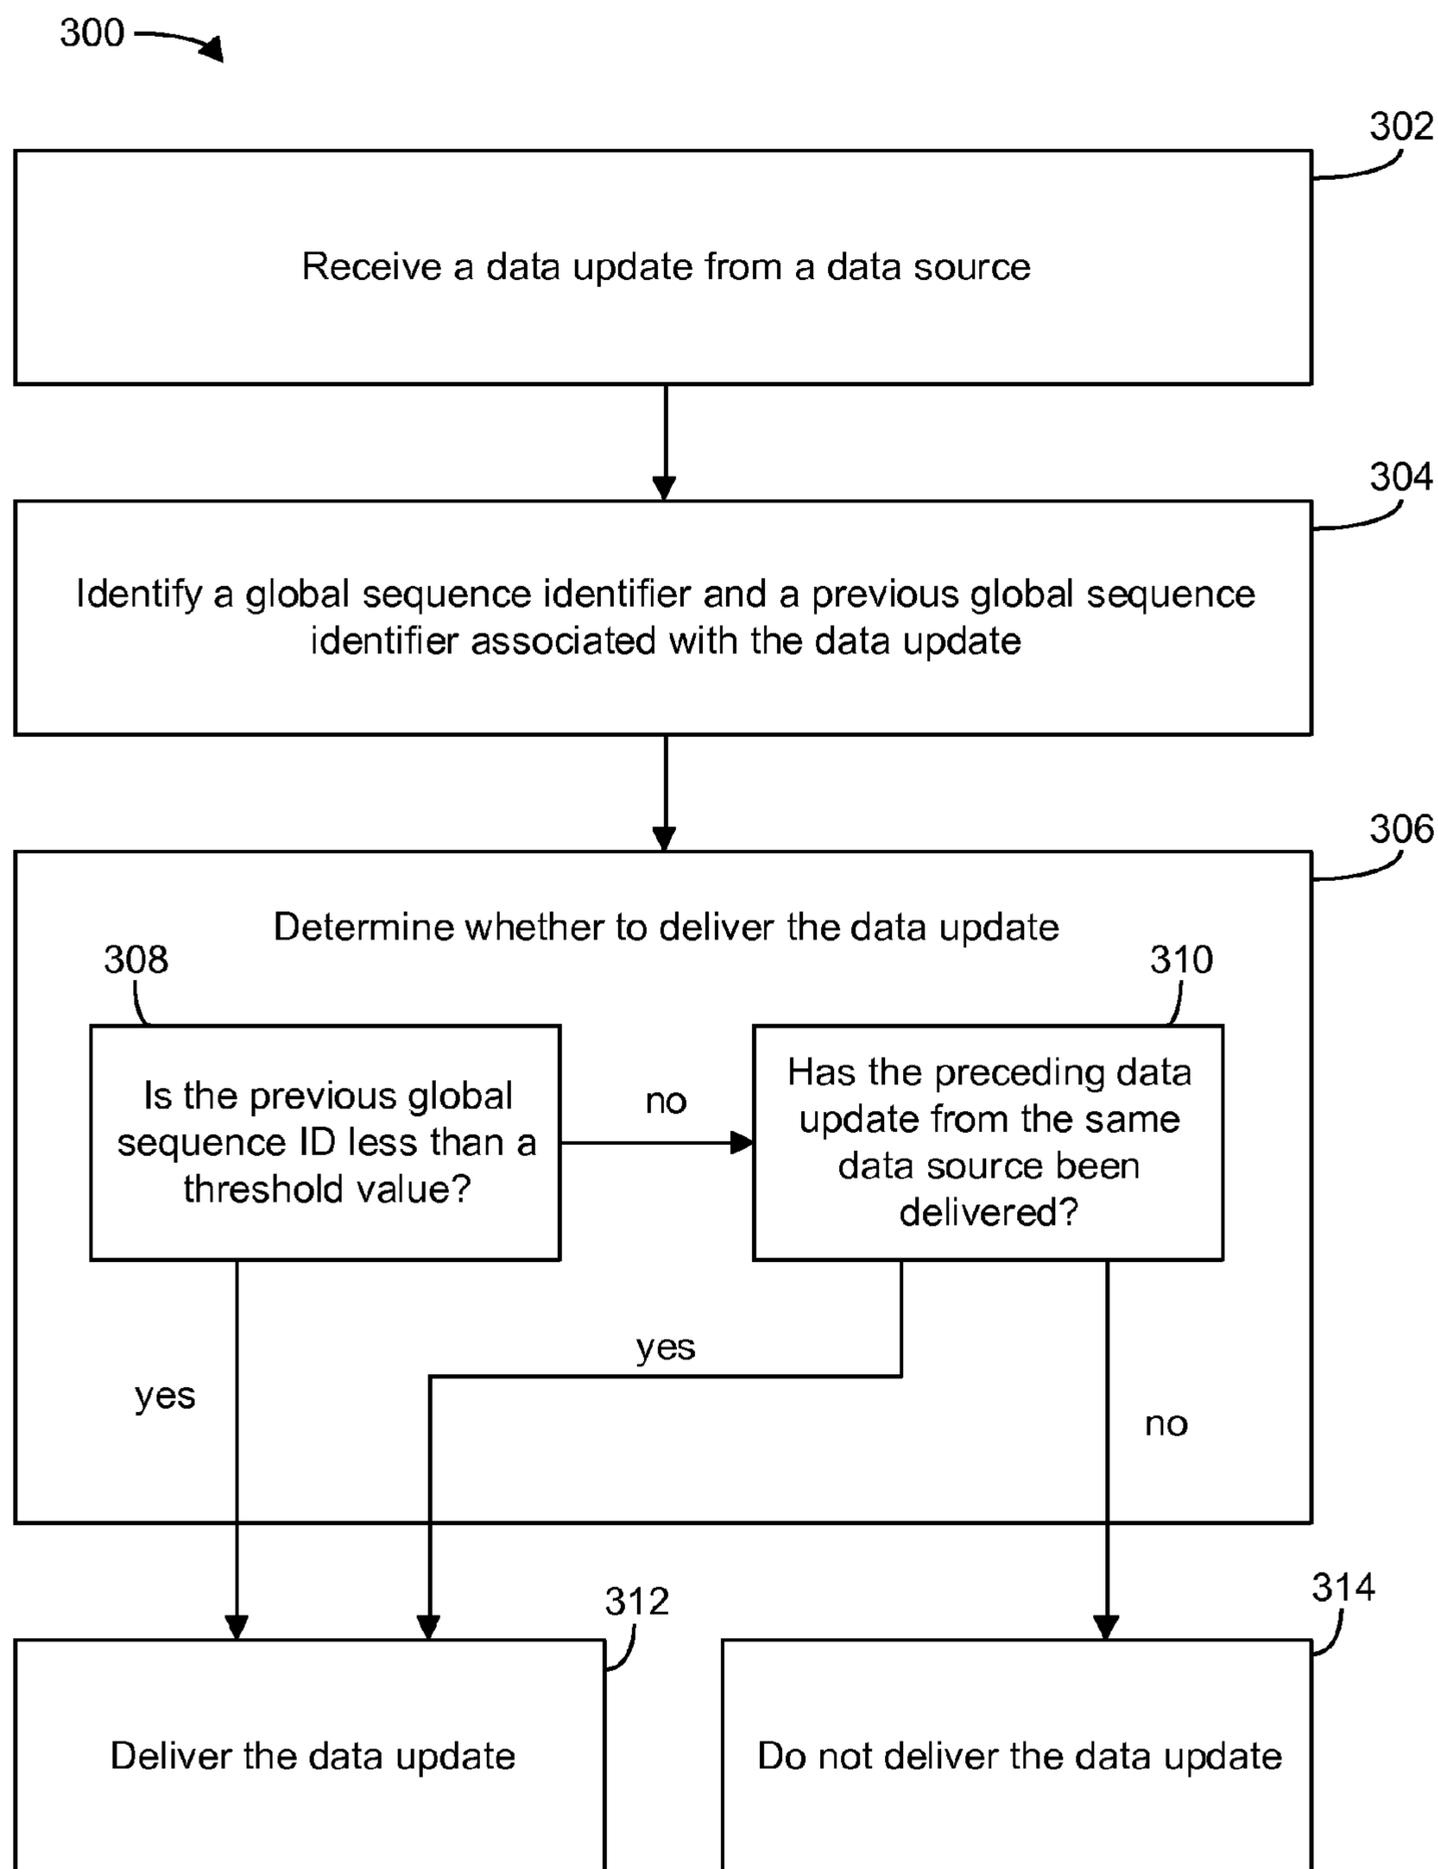 300
302
Receive a data update from a data source
304
Identify a global sequence identifier and a previous global sequence
identifier associated with the data update
306
Determine whether to deliver the data update
308
310
Is the previous global
sequence ID less than a
threshold value?
no
Has the preceding data
update from the same
data source been
delivered?
yes
yes
no
312
314
Deliver the data update
Do not deliver the data update